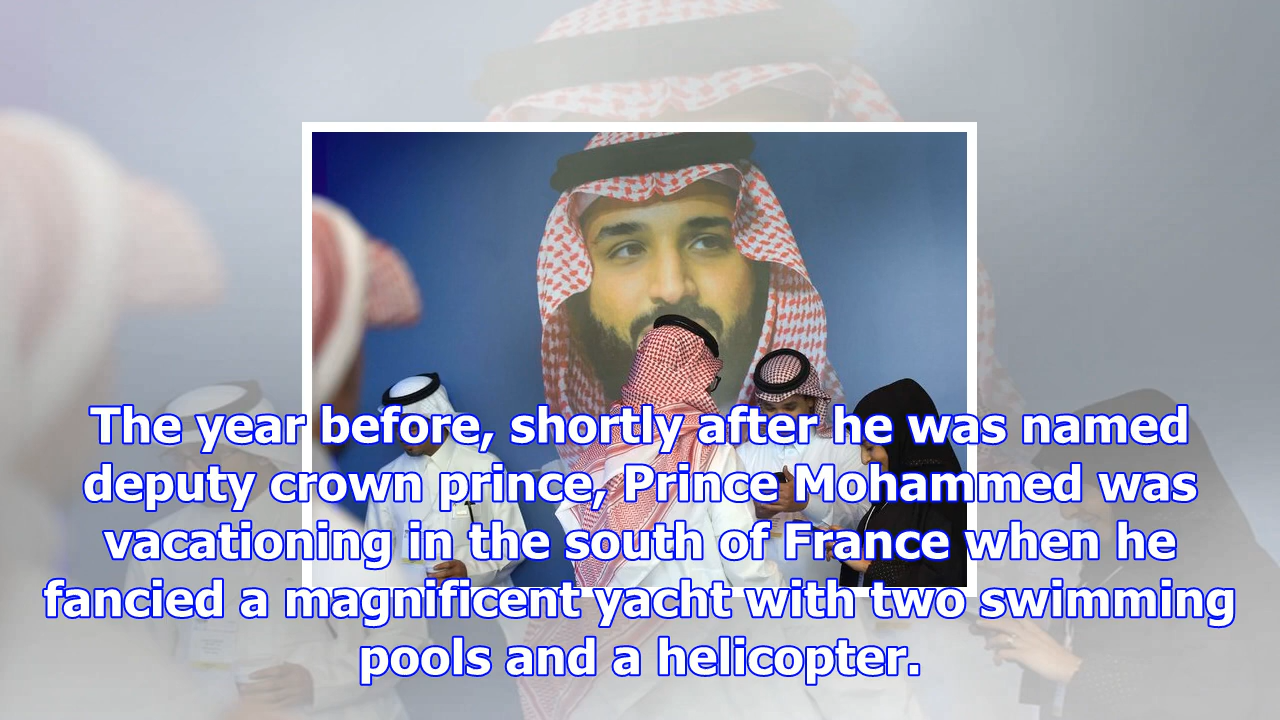 The year before, shortly after he was named
deputy crown prince, Prince Mohammed was
vacationing in the south of France when he
fancied a magnificent yacht with two swimming
pools and a helicopter.